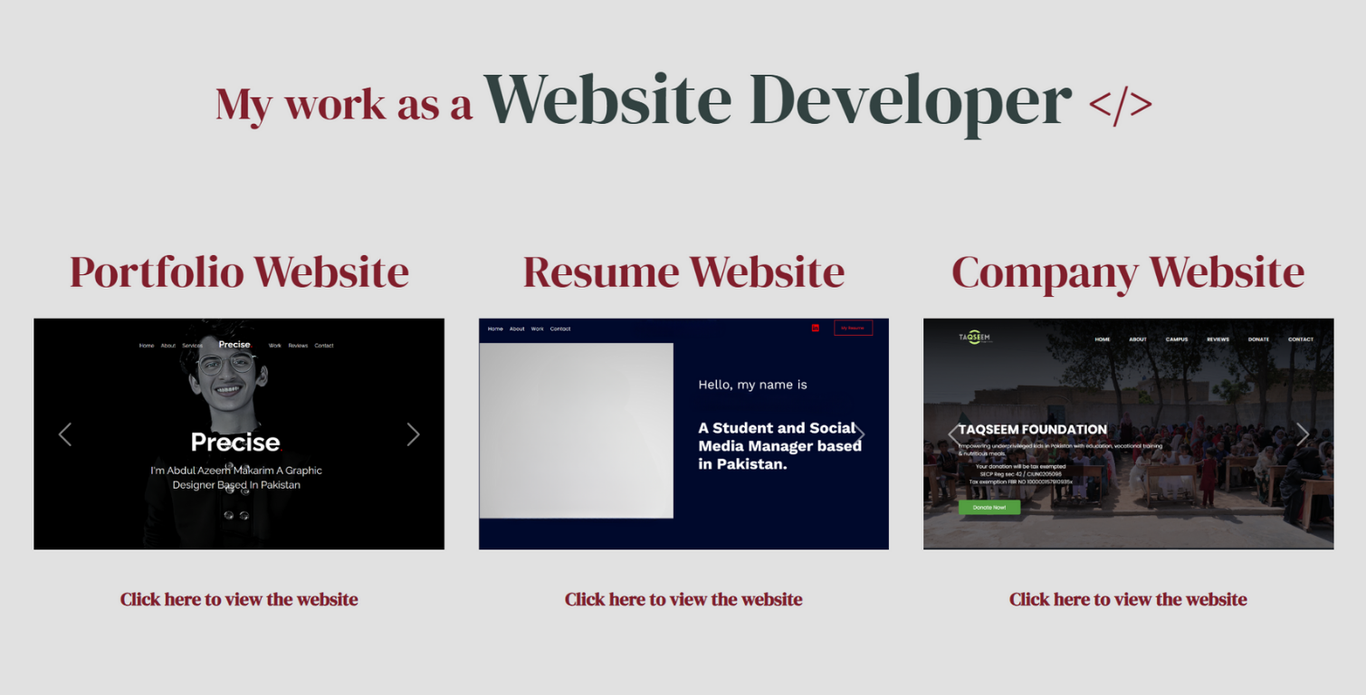 My work as a Website Developer </>
Portfolio Website
Resume Website
Company Website
Home About Services Precise Work Reviews Contact
Precise.
I'm Abdul Azeem Makarim A Graphic
Designer Based In Pakistan
Home About Work Contact
My Resume
Hello, my name is
A Student and Social
Media Manager based
in Pakistan.
TAQSEEM
HOME ABOUT CAMPUS REVIEWS DONATE CONTACT
TAQSEEM FOUNDATION
Empowering underprivileged kids in Pakistan with education, vocational training
& nutritious meals.
Your donation will be tax exempted
SECP Reg sec 42 / CIUN0205095
Tax exemption FBR NO
Donate Now!
Click here to view the website
Click here to view the website
Click here to view the website